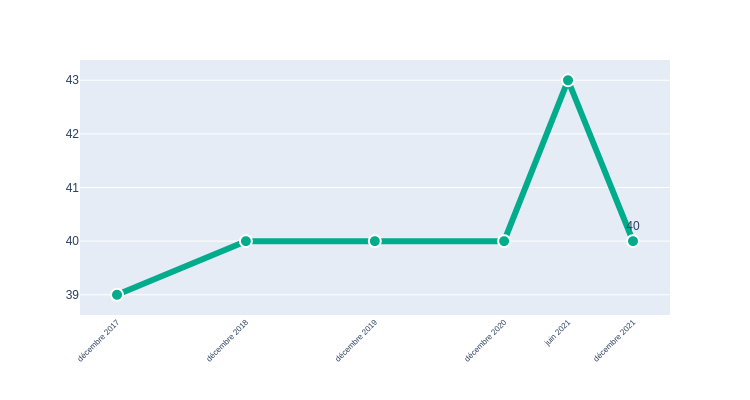 43
42
41
40
40
39
décembre 2017
décembre 2018
décembre 2019
décembre 2020
juin 2021
décembre 2021